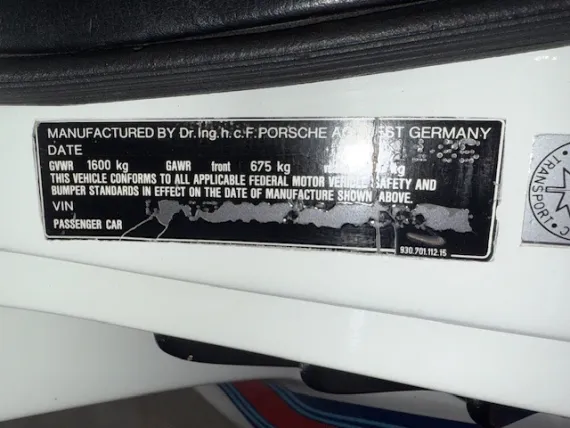 MANUFACTURED BY Dr.Ing.h.c.F.PORSCHE AG GERMANY
DATE
GVWR 1600 kg GAWR front 675 kg kg
THIS VEHICLE CONFORMS TO ALL APPLICABLE FEDERAL MOTOR VEHICLE SAFETY AND
BUMPER STANDARDS IN EFFECT ON THE DATE OF MANUFACTURE SHOWN ABOVE.
VIN
PASSENGER CAR
930.701.112.15
TRANSPORT